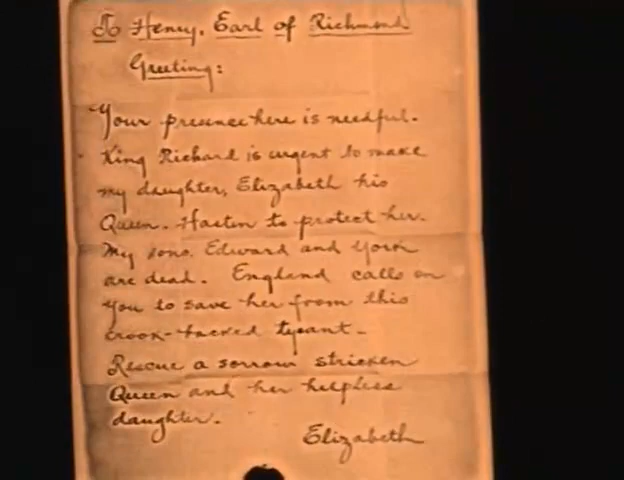 To Henry, Earl of Richmond
Greeting:
Your presence here is needful.
King Richard is urgent to make
my daughter, Elizabeth his
Queen. Hasten to protect her.
My sons, Edward and York
are dead. England calls on
you to save her from this
crook-backed tyrant.
Rescue a sorrow stricken
Queen and her helpless
daughter.
Elizabeth